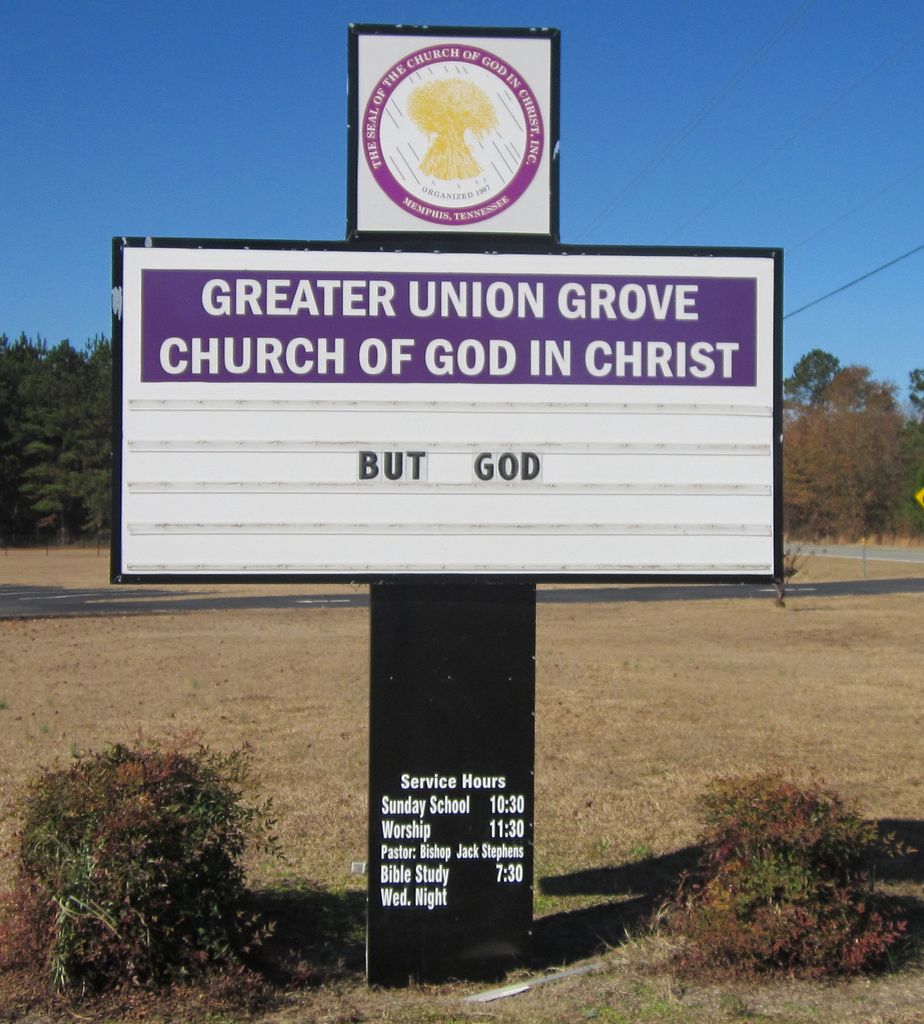 THE SEAL OF THE CHURCH OF GOD IN CHRIST, INC.
ORGANIZED 1907
MEMPHIS, TENNESSEE
GREATER UNION GROVE
CHURCH OF GOD IN CHRIST
BUT GOD
Service Hours
Sunday School 10:30
Worship 11:30
Pastor: Bishop Jack Stephens
Bible Study 7:30
Wed. Night